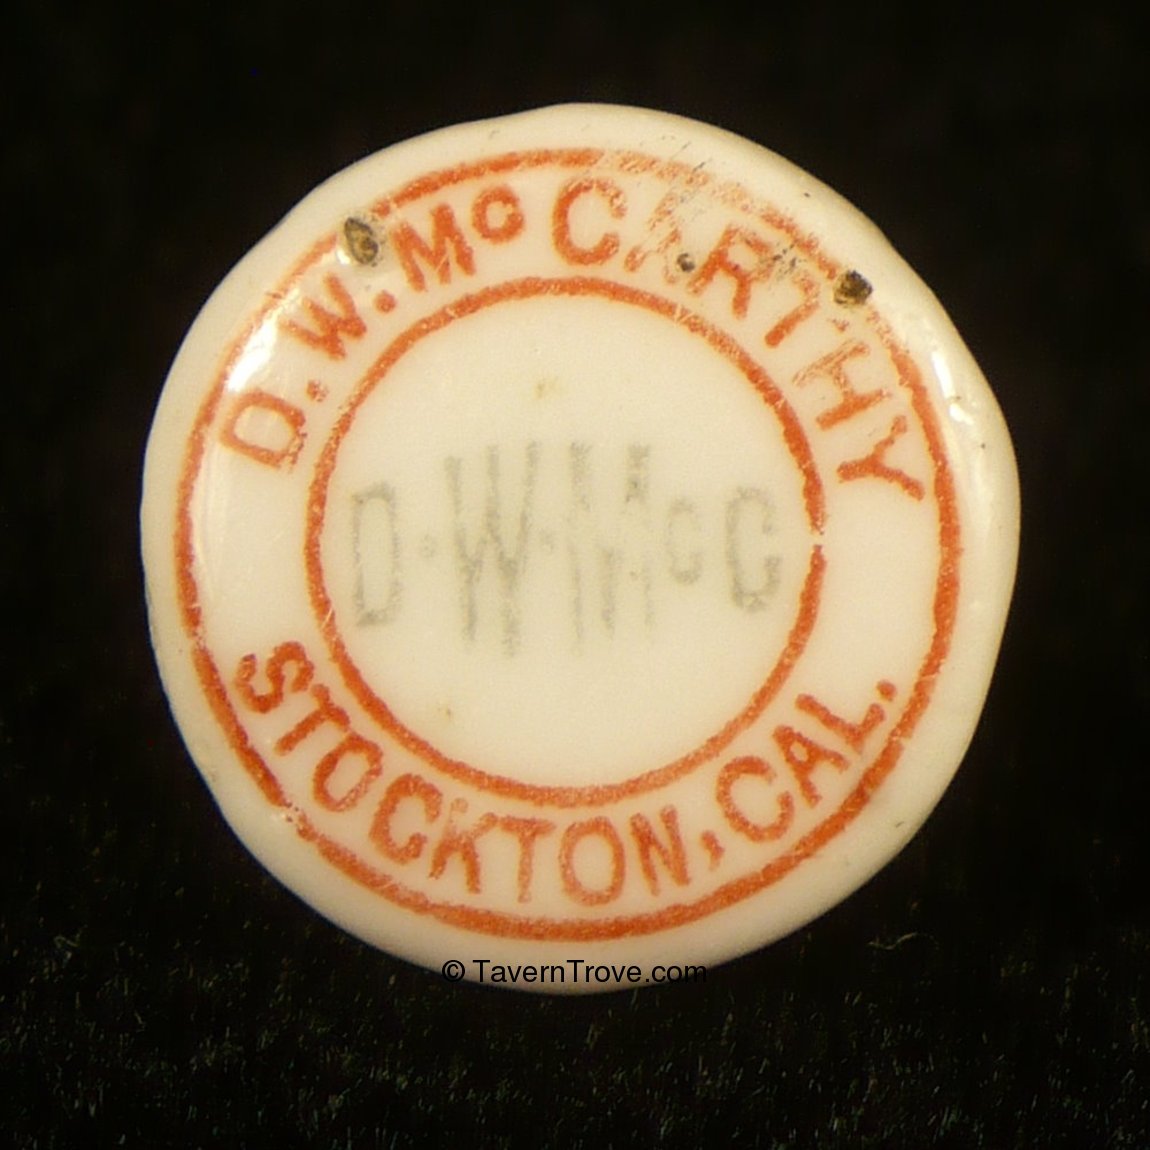 D. W. McCARTHY
D·W·McC
STOCKTON, CAL.
© TavernTrove.com